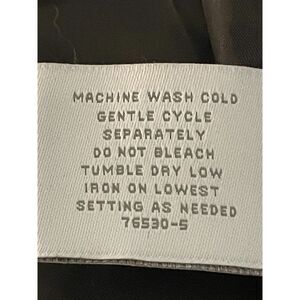 MACHINE WASH COLD
GENTLE CYCLE
SEPARATELY
DO NOT BLEACH
TUMBLE DRY LOW
IRON ON LOWEST
SETTING AS NEEDED
76530-5